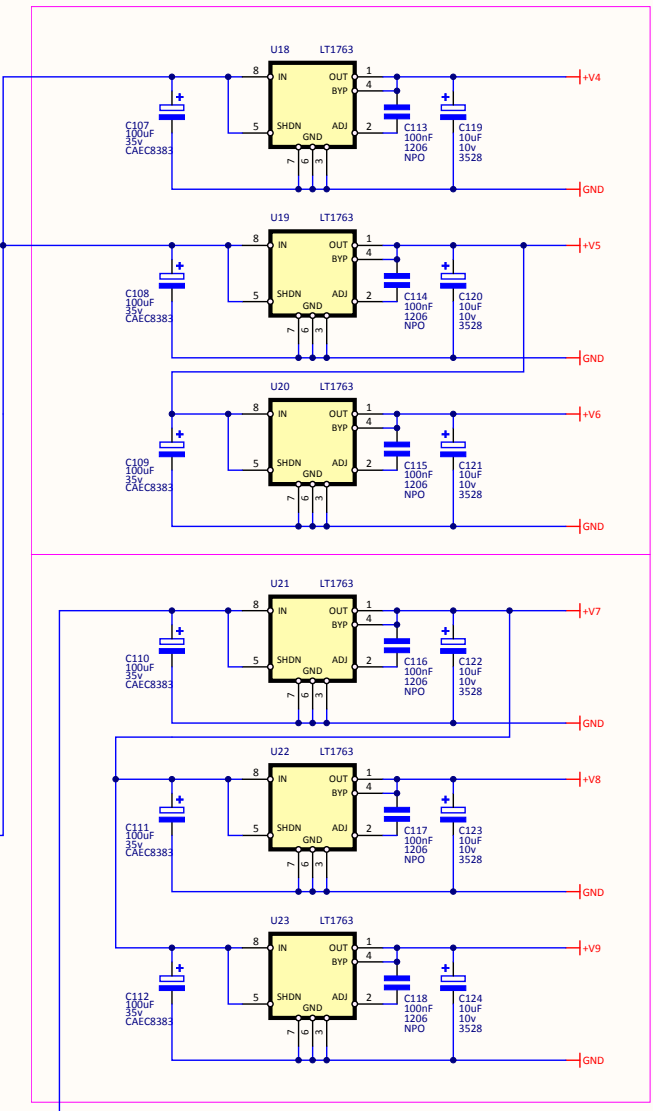 U18 LT1763
8 IN OUT 1 +V4
BYP 4
+ +
C107 100uF 35v CAEC8383
5 SHDN ADJ 2
GND
7 6 3
C113 100nF 1206 NPO
C119 10uF 10v 3528
GND
U19 LT1763
8 IN OUT 1 +V5
BYP 4
+ +
C108 100uF 35v CAEC8383
5 SHDN ADJ 2
GND
7 6 3
C114 100nF 1206 NPO
C120 10uF 10v 3528
GND
U20 LT1763
8 IN OUT 1 +V6
BYP 4
+ +
C109 100uF 35v CAEC8383
5 SHDN ADJ 2
GND
7 6 3
C115 100nF 1206 NPO
C121 10uF 10v 3528
GND
U21 LT1763
8 IN OUT 1 +V7
BYP 4
+ +
C110 100uF 35v CAEC8383
5 SHDN ADJ 2
GND
7 6 3
C116 100nF 1206 NPO
C122 10uF 10v 3528
GND
U22 LT1763
8 IN OUT 1 +V8
BYP 4
+ +
C111 100uF 35v CAEC8383
5 SHDN ADJ 2
GND
7 6 3
C117 100nF 1206 NPO
C123 10uF 10v 3528
GND
U23 LT1763
8 IN OUT 1 +V9
BYP 4
+ +
C112 100uF 35v CAEC8383
5 SHDN ADJ 2
GND
7 6 3
C118 100nF 1206 NPO
C124 10uF 10v 3528
GND